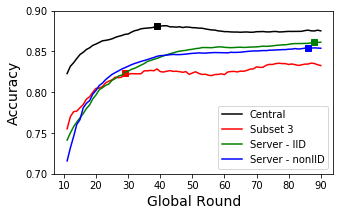 0.90
0.85
0.80
0.75
0.70
Accuracy
10 20 30 40 50 60 70 80 90
Global Round
Central
Subset 3
Server - IID
Server - nonIID